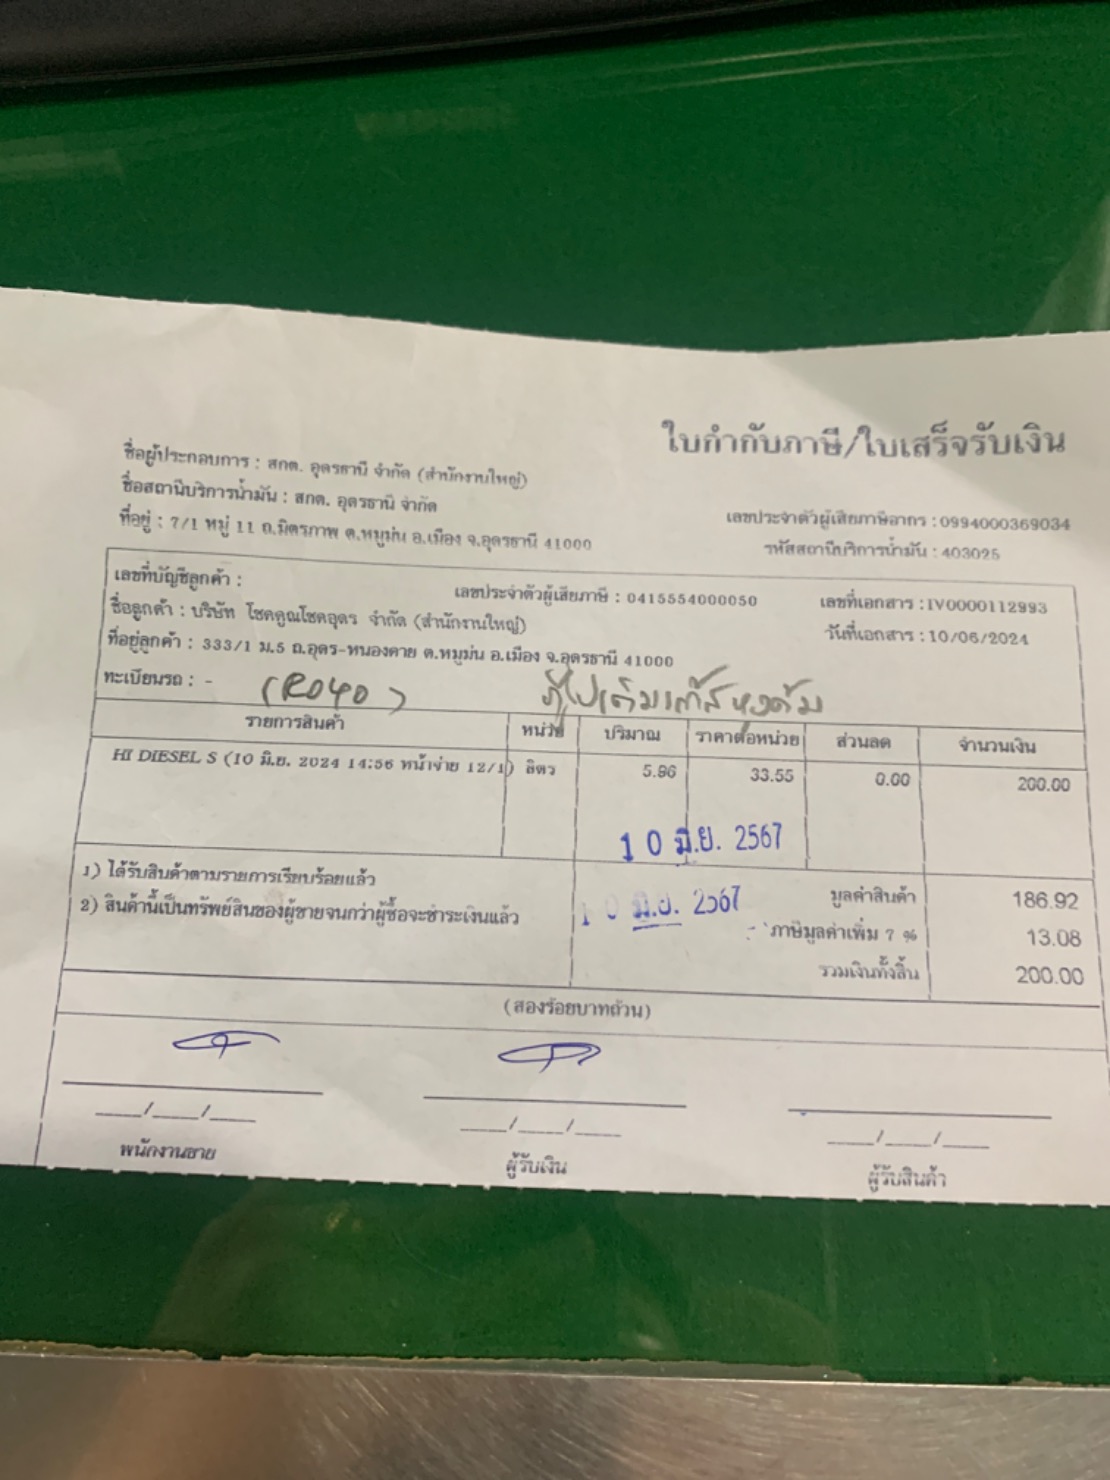 ใบกำกับภาษี/ใบเสร็จรับเงิน
ชื่อผู้ประกอบการ : สกต. อุดรธานี จำกัด (สำนักงานใหญ่)
ชื่อสถานีบริการน้ำมัน : สกต. อุดรธานี จำกัด
ที่อยู่ : 7/1 หมู่ 11 ถ.มิตรภาพ ต.หมูม่น อ.เมือง จ.อุดรธานี 41000
เลขประจำตัวผู้เสียภาษีอากร : 0994000369034
รหัสสถานีบริการน้ำมัน : 403025
เลขที่บัญชีลูกค้า : เลขประจำตัวผู้เสียภาษี : 0415554000050 เลขที่เอกสาร : IV0000112993
ชื่อลูกค้า : บริษัท โชคคูณโชคอุดร จำกัด (สำนักงานใหญ่) วันที่เอกสาร : 10/06/2024
ที่อยู่ลูกค้า : 333/1 ม.5 ถ.อุดร-หนองคาย ต.หมูม่น อ.เมือง จ.อุดรธานี 41000
ทะเบียนรถ : - (R040)
รายการสินค้า หน่วย ปริมาณ ราคาต่อหน่วย ส่วนลด จำนวนเงิน
HI DIESEL S (10 มิ.ย. 2024 14:56 หน้าจ่าย 12/1) ลิตร 5.96 33.55 0.00 200.00
10 มิ.ย. 2567
1) ได้รับสินค้าตามรายการเรียบร้อยแล้ว
2) สินค้านี้เป็นทรัพย์สินของผู้ขายจนกว่าผู้ซื้อจะชำระเงินแล้ว
10 มิ.ย. 2567
มูลค่าสินค้า 186.92
ภาษีมูลค่าเพิ่ม 7 % 13.08
รวมเงินทั้งสิ้น 200.00
(สองร้อยบาทถ้วน)
___/___/___ ___/___/___ ___/___/___
พนักงานขาย ผู้รับเงิน ผู้รับสินค้า